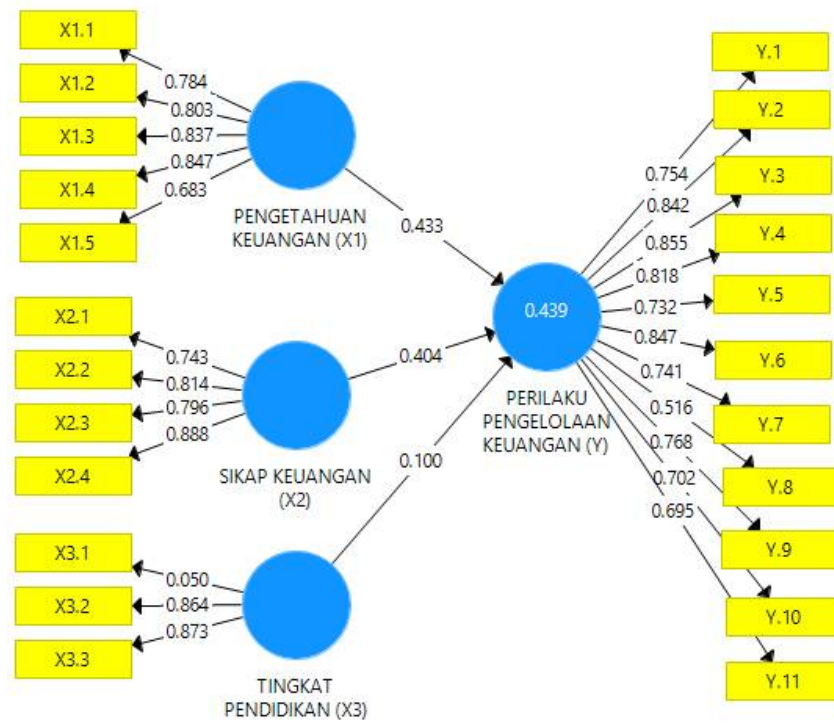 X1.1
X1.2
X1.3
X1.4
X1.5
0.784
0.803
0.837
0.847
0.683
PENGETAHUAN
KEUANGAN (X1)
0.433
X2.1
X2.2
X2.3
X2.4
0.743
0.814
0.796
0.888
SIKAP KEUANGAN
(X2)
0.404
X3.1
X3.2
X3.3
0.050
0.864
0.873
TINGKAT
PENDIDIKAN (X3)
0.100
0.439
PERILAKU
PENGELOLAAN
KEUANGAN (Y)
0.754
0.842
0.855
0.818
0.732
0.847
0.741
0.516
0.768
0.702
0.695
Y.1
Y.2
Y.3
Y.4
Y.5
Y.6
Y.7
Y.8
Y.9
Y.10
Y.11